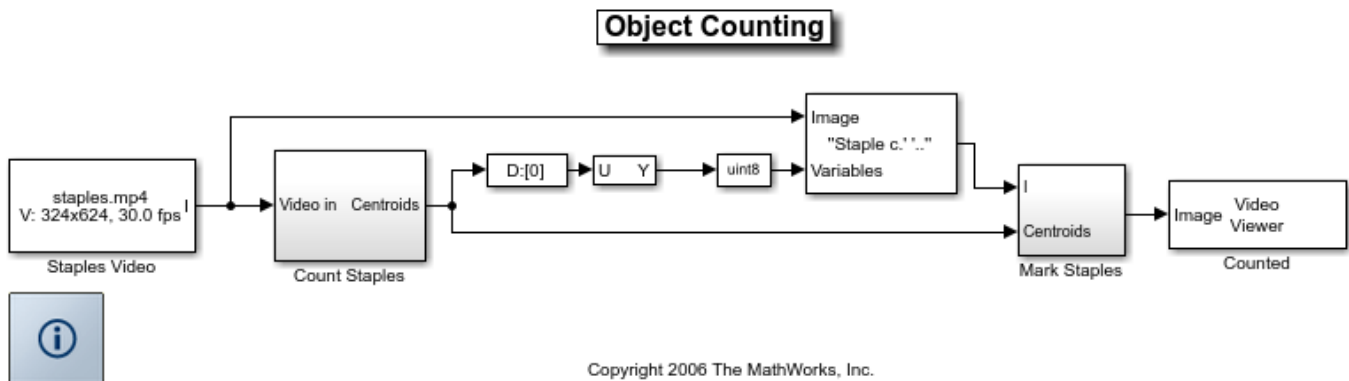 Object Counting
staples.mp4
V: 324x624, 30.0 fps
I
Staples Video
Video in
Centroids
Count Staples
D:[0]
U
Y
uint8
Image
"Staple c.' '.."
Variables
I
Centroids
Mark Staples
Image
Video
Viewer
Counted
Copyright 2006 The MathWorks, Inc.